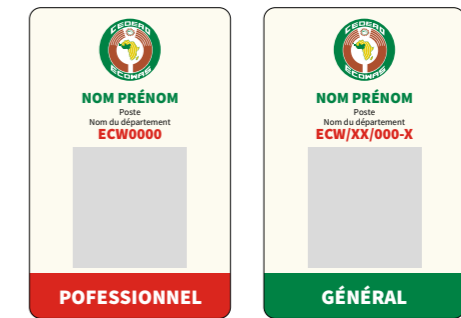 CEDEAO
ECOWAS
NOM PRÉNOM
Poste
Nom du département
ECW0000
POFESSIONNEL
CEDEAO
ECOWAS
NOM PRÉNOM
Poste
Nom du département
ECW/XX/000-X
GÉNÉRAL